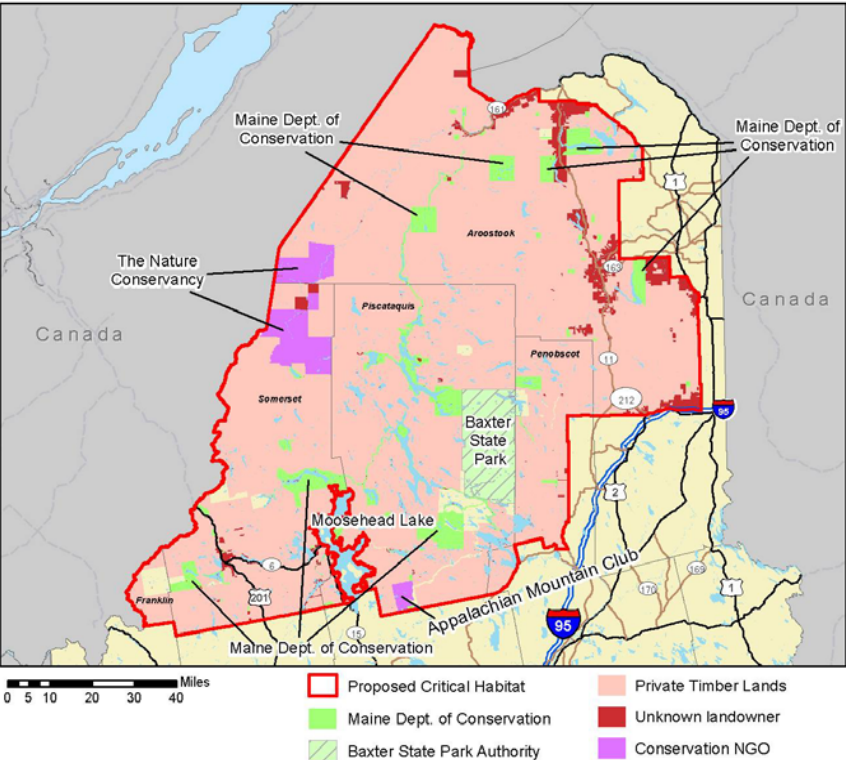 161
Maine Dept. of
Conservation
Maine Dept. of
Conservation
1
Aroostook
The Nature
Conservancy
163
Canada
Canada
Piscataquis
Penobscot
11
Somerset
212
95
Baxter
State
Park
2
Moosehead Lake
6
Franklin
201
Appalachian Mountain Club
169
170
1
95
15
Maine Dept. of Conservation
Miles
0 5 10 20 30 40
Proposed Critical Habitat
Private Timber Lands
Maine Dept. of Conservation
Unknown landowner
Baxter State Park Authority
Conservation NGO